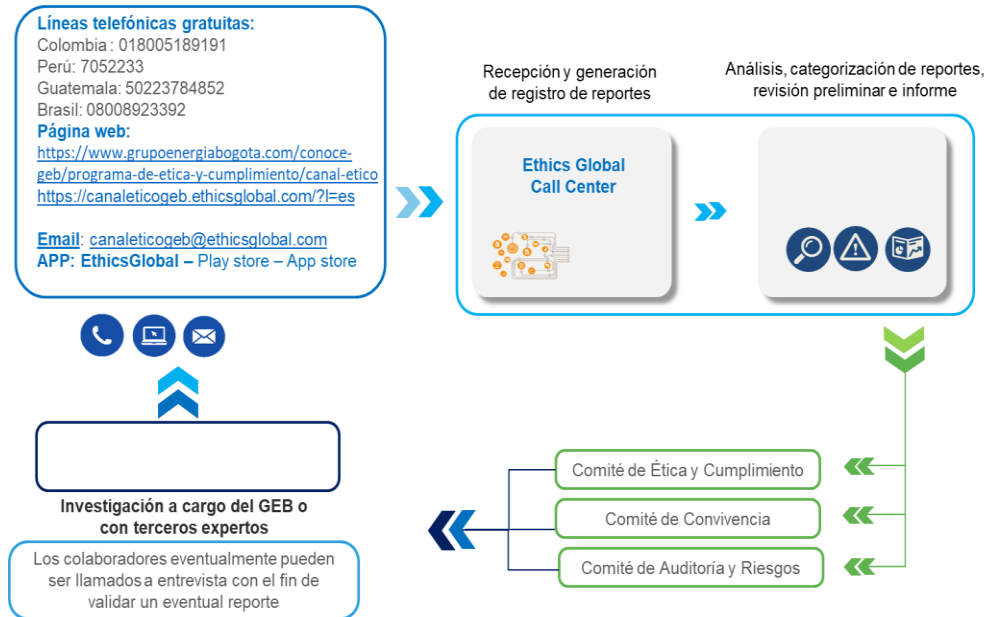 Líneas telefónicas gratuitas:
Colombia : 018005189191
Perú: 7052233
Guatemala: 50223784852
Brasil: 08008923392
Página web:
https://www.grupoenergiabogota.com/conoce-
geb/programa-de-etica-y-cumplimiento/canal-etico
https://canaleticogeb.ethicsglobal.com/?l=es
Email: canaleticogeb@ethicsglobal.com
APP: EthicsGlobal – Play store – App store
Recepción y generación
de registro de reportes
Análisis, categorización de reportes,
revisión preliminar e informe
Ethics Global
Call Center
Comité de Ética y Cumplimiento
Comité de Convivencia
Comité de Auditoría y Riesgos
Investigación a cargo del GEB o
con terceros expertos
Los colaboradores eventualmente pueden
ser llamados a entrevista con el fin de
validar un eventual reporte